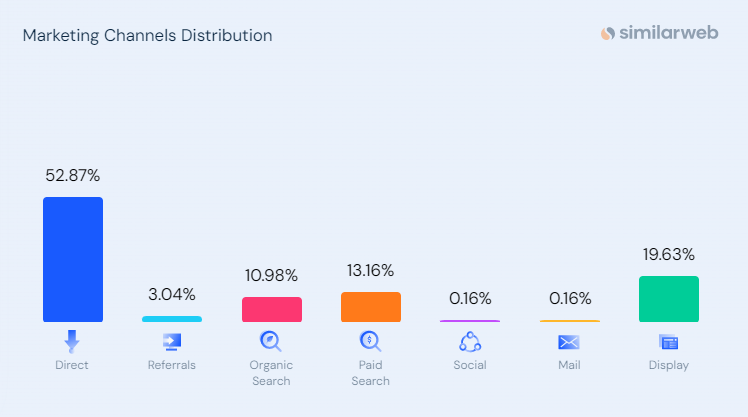 Marketing Channels Distribution
similarweb
52.87%
3.04%
10.98%
13.16%
0.16%
0.16%
19.63%
Direct
Referrals
Organic
Search
Paid
Search
Social
Mail
Display